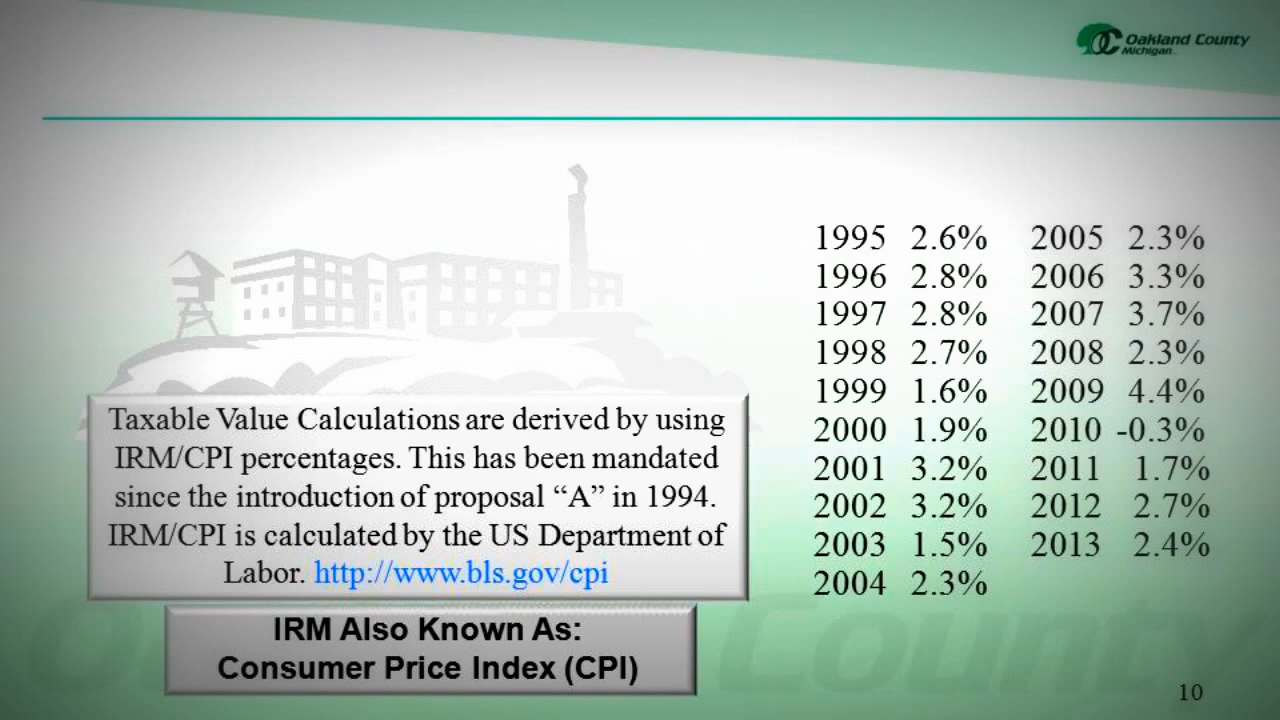 Oakland County
Michigan
Taxable Value Calculations are derived by using
IRM/CPI percentages. This has been mandated
since the introduction of proposal “A” in 1994.
IRM/CPI is calculated by the US Department of
Labor. http://www.bls.gov/cpi
IRM Also Known As:
Consumer Price Index (CPI)
1995 2.6% 2005 2.3%
1996 2.8% 2006 3.3%
1997 2.8% 2007 3.7%
1998 2.7% 2008 2.3%
1999 1.6% 2009 4.4%
2000 1.9% 2010 -0.3%
2001 3.2% 2011 1.7%
2002 3.2% 2012 2.7%
2003 1.5% 2013 2.4%
2004 2.3%
County
10